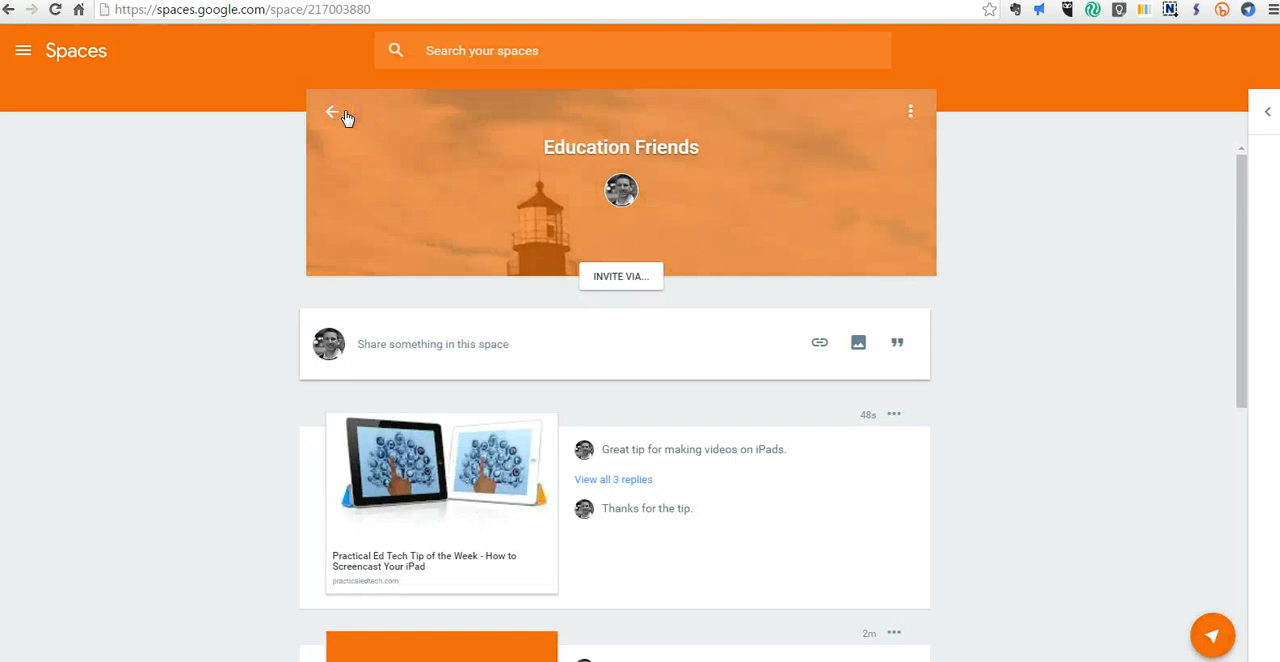 https://spaces.google.com/space/217003880
Spaces
Search your spaces
Education Friends
INVITE VIA...
Share something in this space
48s
Great tip for making videos on iPads.
View all 3 replies
Thanks for the tip.
Practical Ed Tech Tip of the Week - How to
Screencast Your iPad
practicaledtech.com
2m